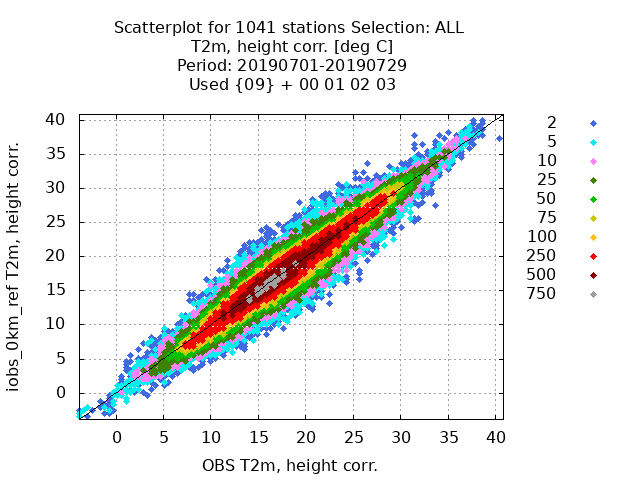 Scatterplot for 1041 stations Selection: ALL
T2m, height corr. [deg C]
Period: 20190701-20190729
Used {09} + 00 01 02 03
iobs_0km_ref T2m, height corr.
40
35
30
25
20
15
10
5
0
0 5 10 15 20 25 30 35 40
OBS T2m, height corr.
2
5
10
25
50
75
100
250
500
750